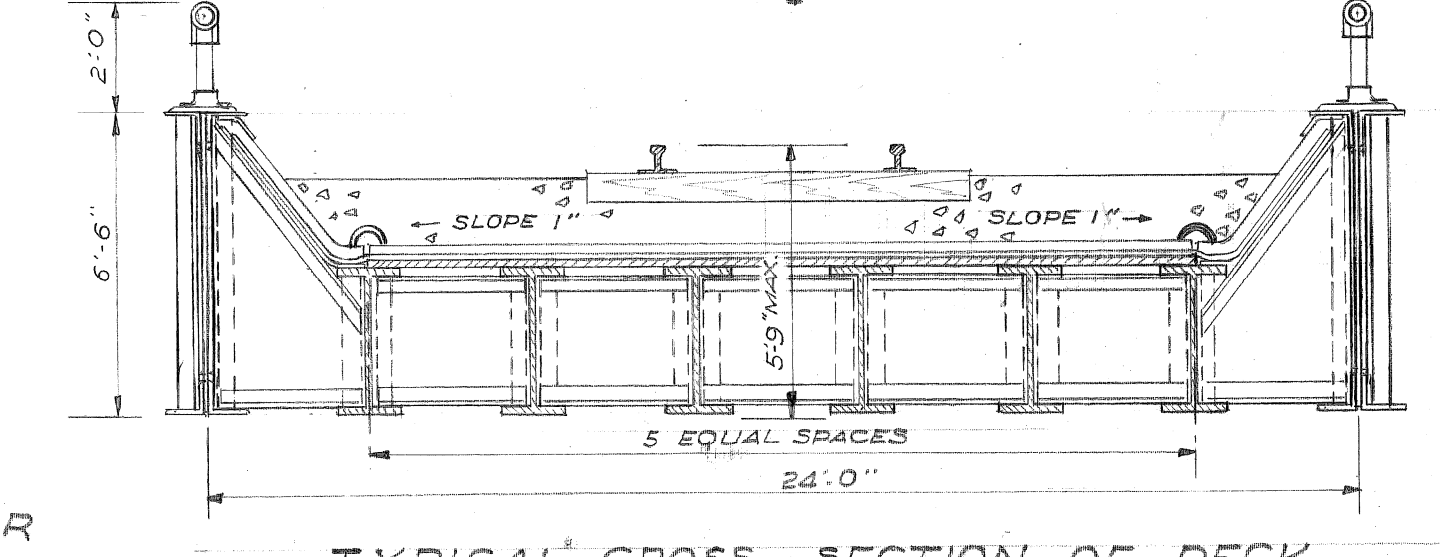 2'-0"
6'-6"
← SLOPE 1"
SLOPE 1" →
5'-9" MAX.
5 EQUAL SPACES
24'-0"
R
TYPICAL CROSS SECTION OF DECK